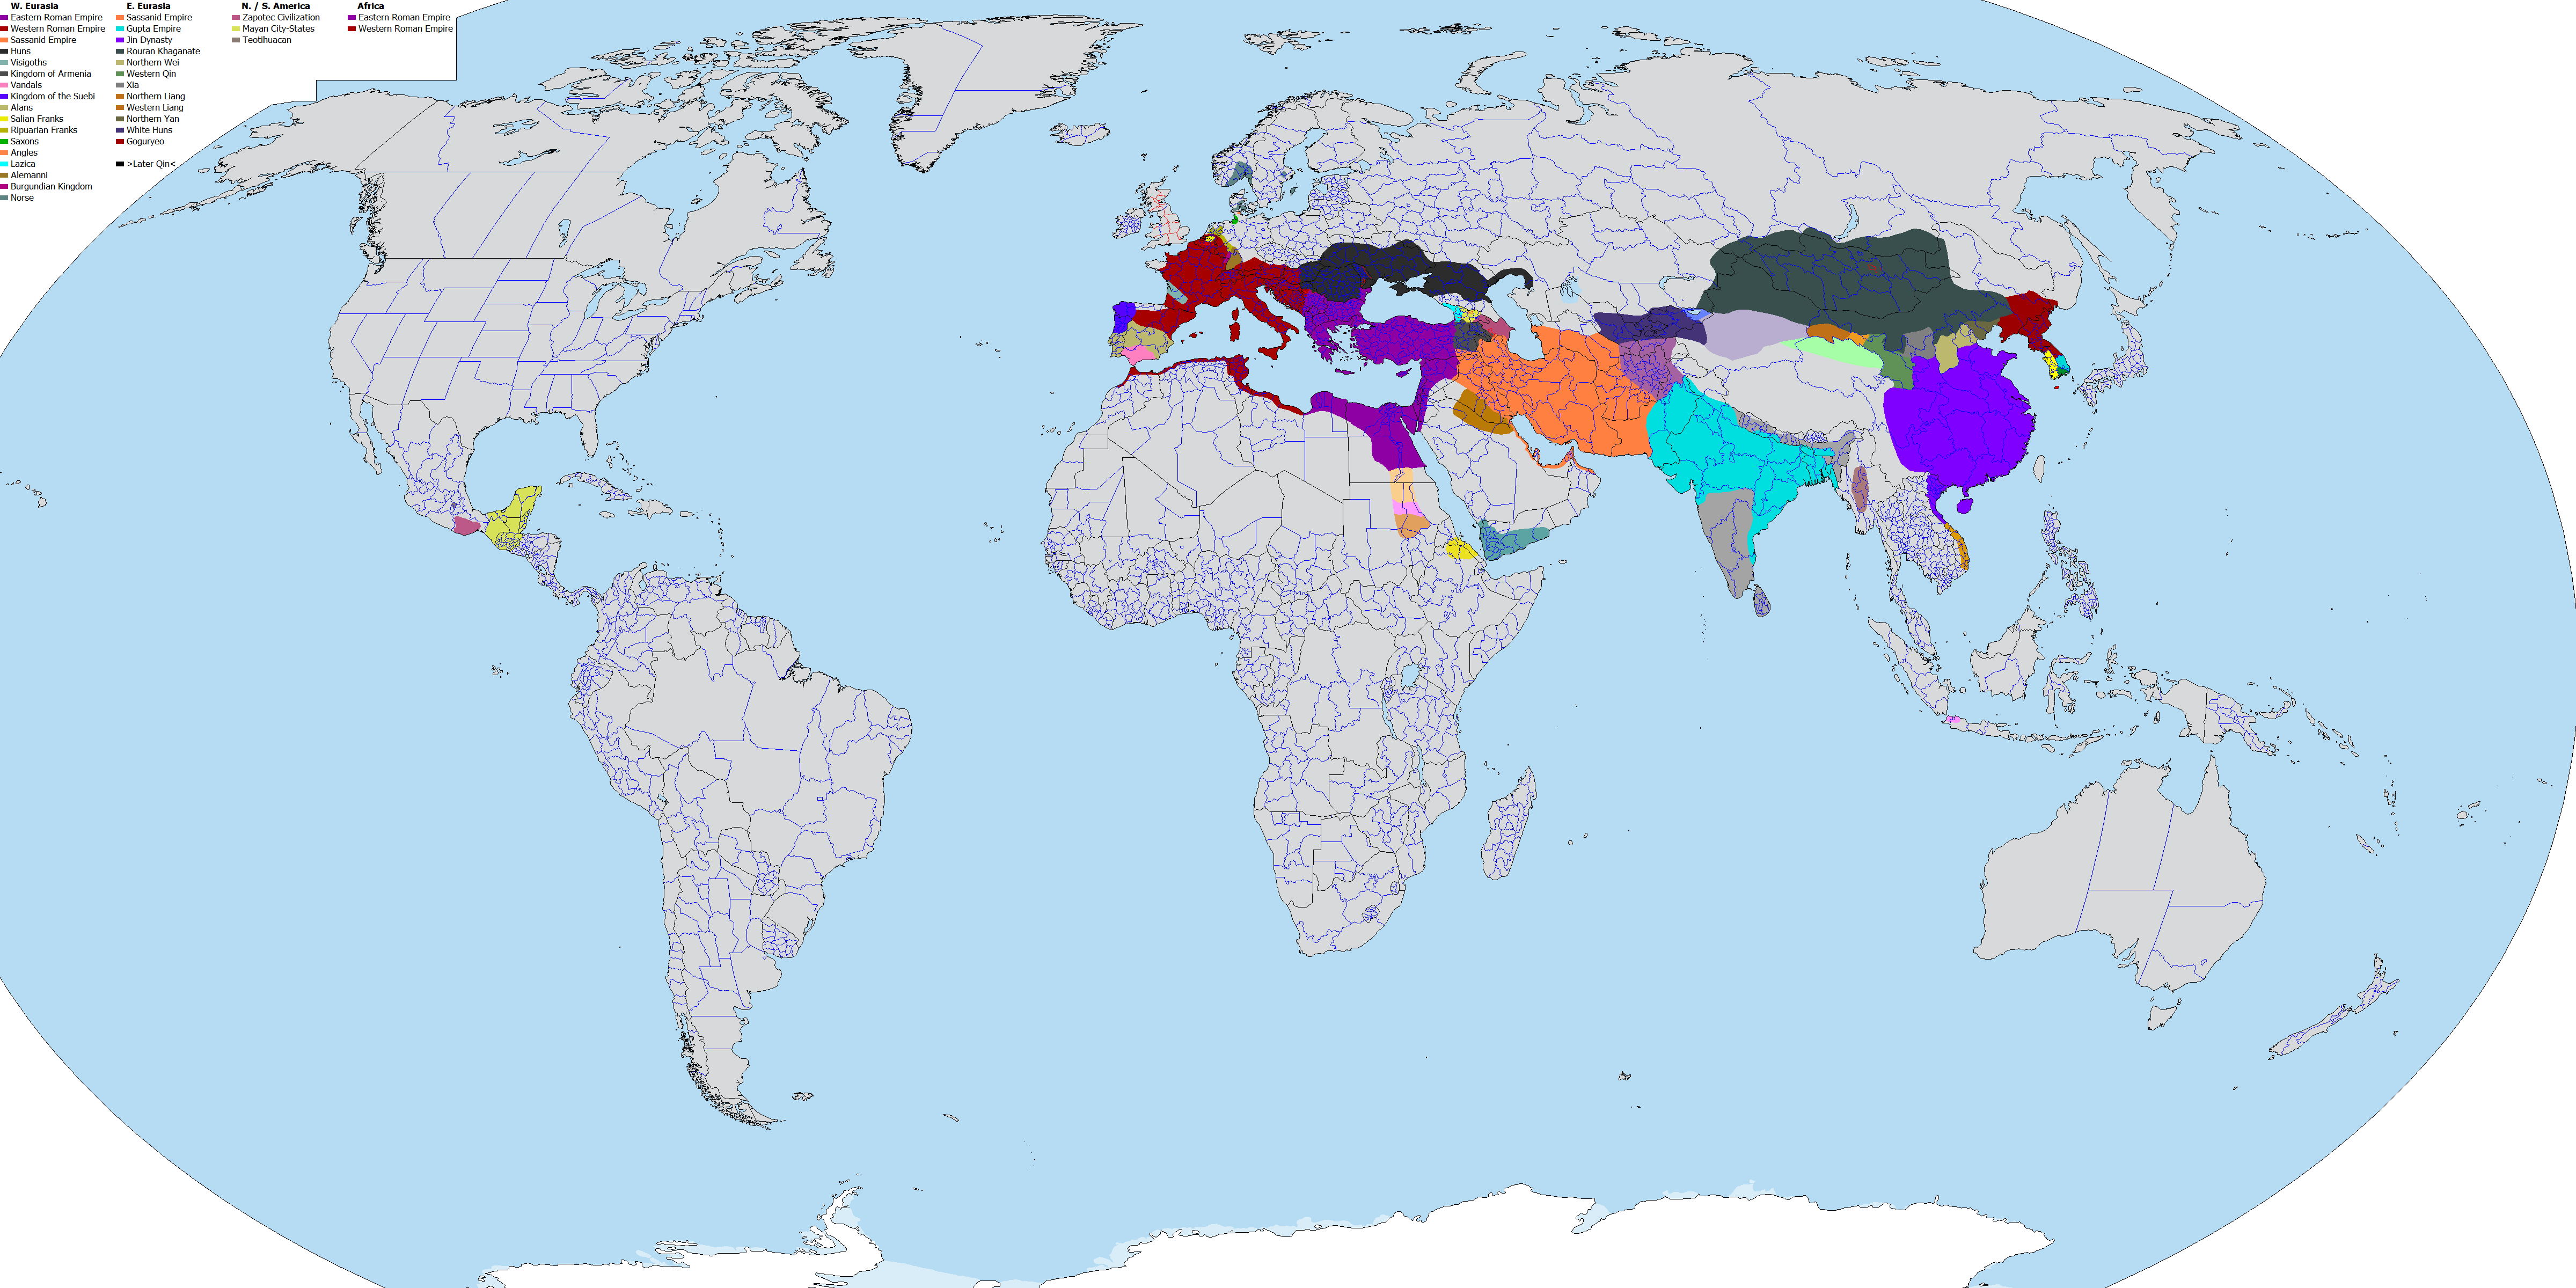 W. Eurasia
Eastern Roman Empire
Western Roman Empire
Sassanid Empire
Huns
Visigoths
Kingdom of Armenia
Vandals
Kingdom of the Suebi
Alans
Salian Franks
Ripuarian Franks
Saxons
Angles
Lazica
Alemanni
Burgundian Kingdom
Norse
E. Eurasia
Sassanid Empire
Gupta Empire
Jin Dynasty
Rouran Khaganate
Northern Wei
Western Qin
Xia
Northern Liang
Western Liang
Northern Yan
White Huns
Goguryeo
>Later Qin<
N. / S. America
Zapotec Civilization
Mayan City-States
Teotihuacan
Africa
Eastern Roman Empire
Western Roman Empire